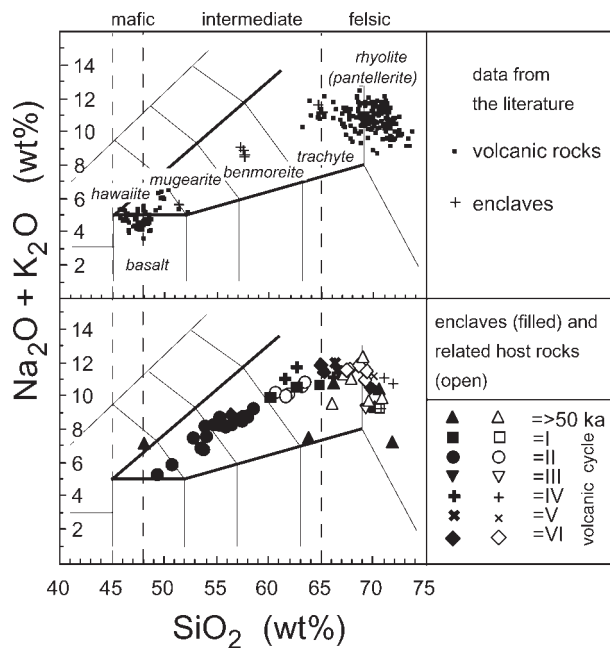 mafic intermediate felsic
14
12
10
8
6
4
2
rhyolite
(pantellerite)
trachyte
benmoreite
mugearite
hawaiite
basalt
data from
the literature
volcanic rocks
enclaves
Na2O + K2O (wt%)
14
12
10
8
6
4
2
enclaves (filled) and
related host rocks
(open)
=>50 ka
=I
=II
=III
=IV
=V
=VI
volcanic cycle
40 45 50 55 60 65 70 75
SiO2 (wt%)